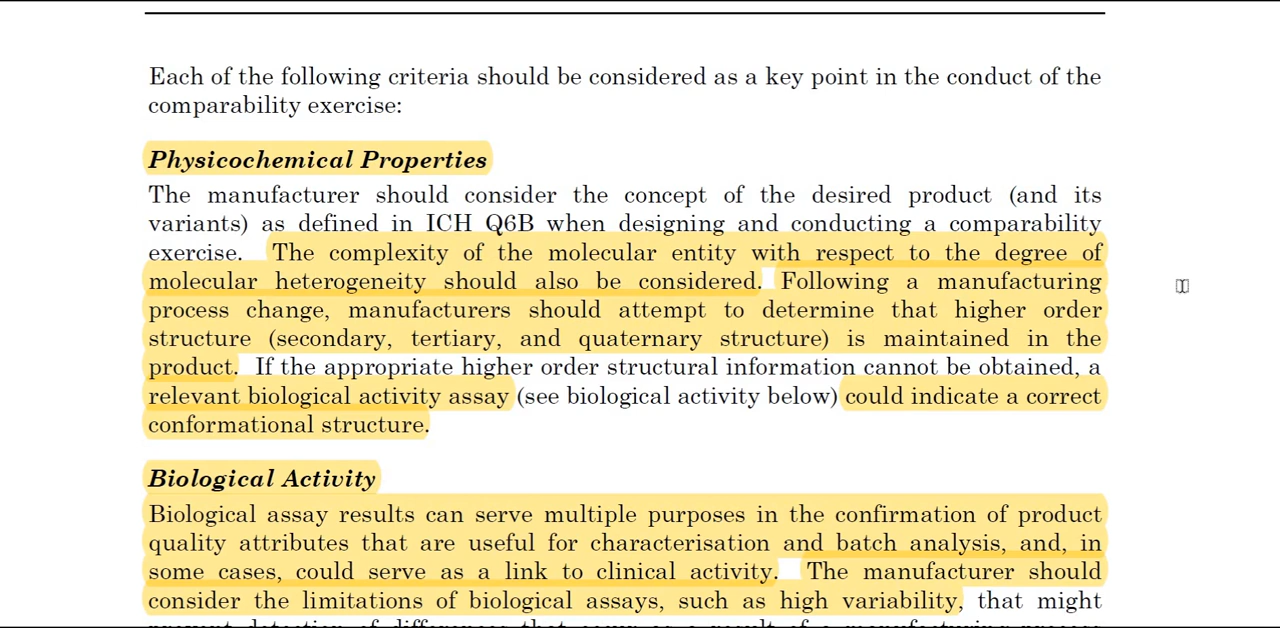 Each of the following criteria should be considered as a key point in the conduct of the
comparability exercise:
Physicochemical Properties
The manufacturer should consider the concept of the desired product (and its
variants) as defined in ICH Q6B when designing and conducting a comparability
exercise. The complexity of the molecular entity with respect to the degree of
molecular heterogeneity should also be considered. Following a manufacturing
process change, manufacturers should attempt to determine that higher order
structure (secondary, tertiary, and quaternary structure) is maintained in the
product. If the appropriate higher order structural information cannot be obtained, a
relevant biological activity assay (see biological activity below) could indicate a correct
conformational structure.
Biological Activity
Biological assay results can serve multiple purposes in the confirmation of product
quality attributes that are useful for characterisation and batch analysis, and, in
some cases, could serve as a link to clinical activity. The manufacturer should
consider the limitations of biological assays, such as high variability, that might